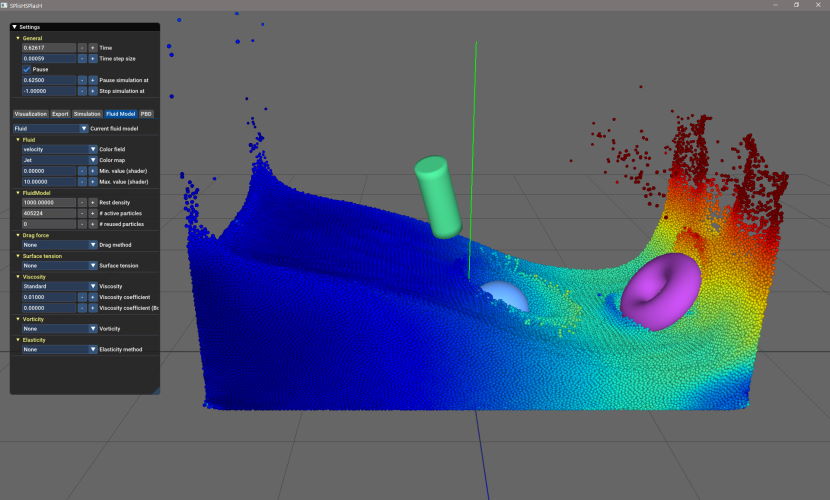 SPlisHSPlasH
Settings
General
0.62617 - + Time
0.00059 - + Time step size
Pause
0.62500 - + Pause simulation at
-1.00000 - + Stop simulation at
Visualization Export Simulation Fluid Model PBD
Fluid Current fluid model
Fluid
velocity Color field
Jet Color map
0.00000 - + Min. value (shader)
10.00000 - + Max. value (shader)
FluidModel
1000.00000 - + Rest density
405224 - + # active particles
0 - + # reused particles
Drag force
None Drag method
Surface tension
None Surface tension
Viscosity
Standard Viscosity
0.01000 - + Viscosity coefficient
0.00000 - + Viscosity coefficient (Bo
Vorticity
None Vorticity
Elasticity
None Elasticity method